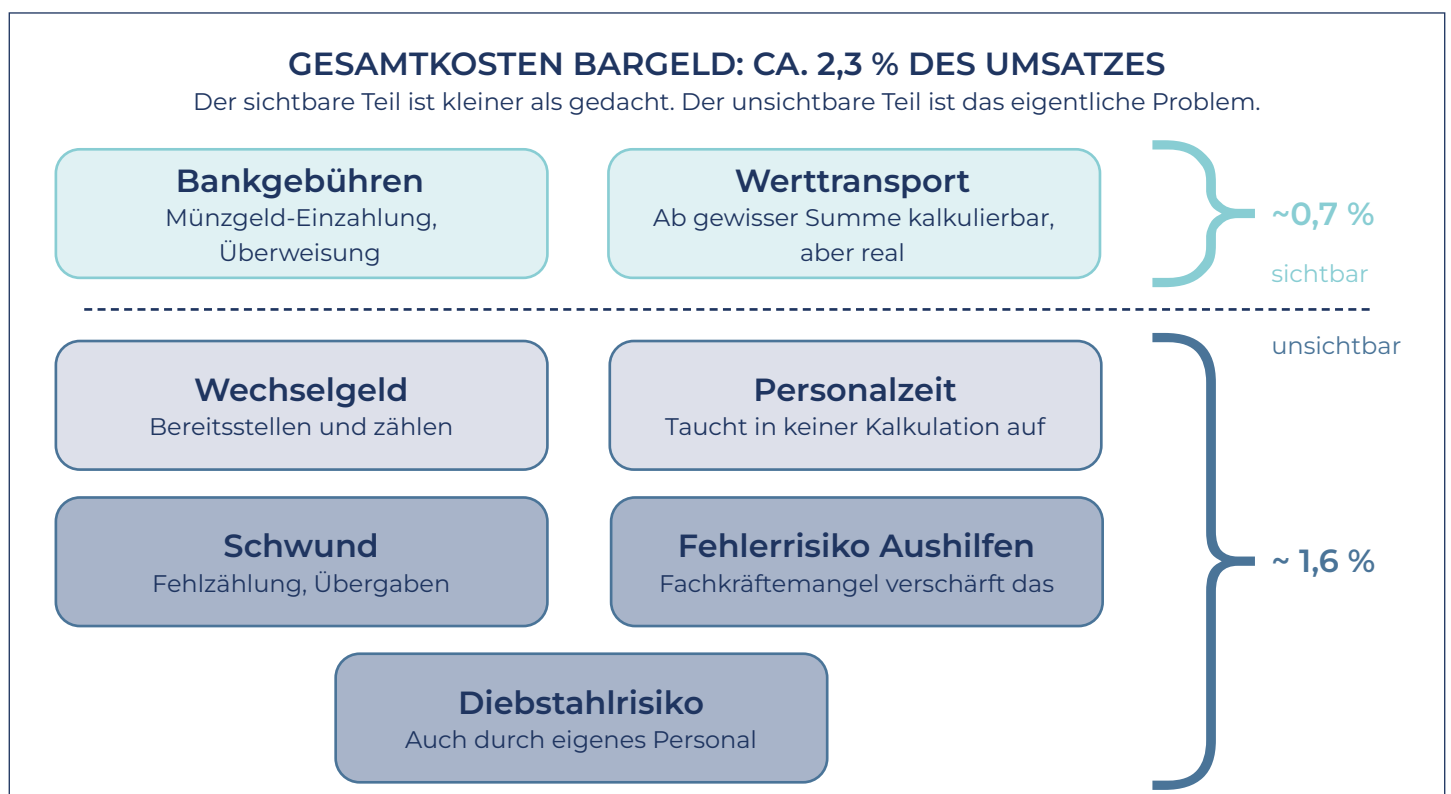 GESAMTKOSTEN BARGELD: CA. 2,3 % DES UMSATZES
Der sichtbare Teil ist kleiner als gedacht. Der unsichtbare Teil ist das eigentliche Problem.
Bankgebühren
Münzgeld-Einzahlung,
Überweisung
Werttransport
Ab gewisser Summe kalkulierbar,
aber real
~0,7 %
sichtbar
unsichtbar
Wechselgeld
Bereitsstellen und zählen
Personalzeit
Taucht in keiner Kalkulation auf
Schwund
Fehlzählung, Übergaben
Fehlerrisiko Aushilfen
Fachkräftemangel verschärft das
~ 1,6 %
Diebstahlrisiko
Auch durch eigenes Personal